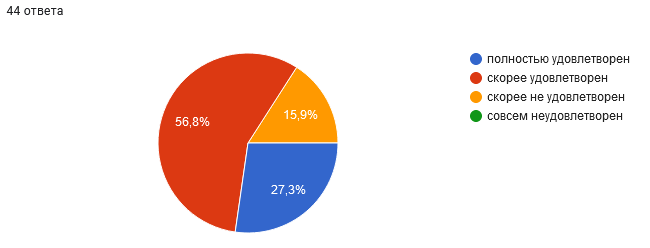 44 ответа
полностью удовлетворен
скорее удовлетворен
скорее не удовлетворен
совсем неудовлетворен
56,8%
15,9%
27,3%